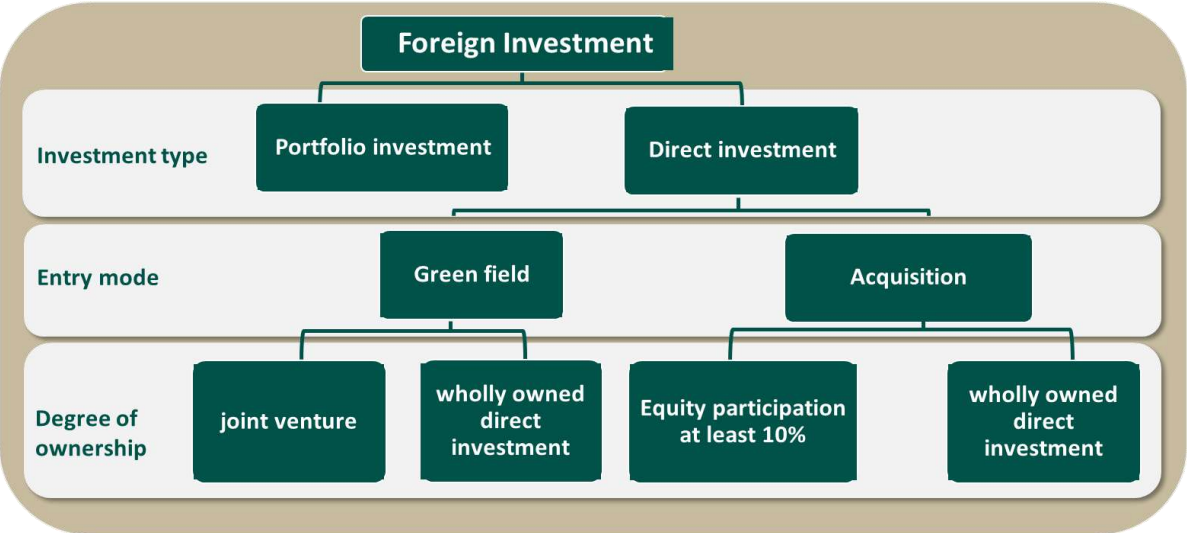 Foreign Investment
Investment type
Portfolio investment
Direct investment
Entry mode
Green field
Acquisition
Degree of
ownership
joint venture
wholly owned
direct
investment
Equity participation
at least 10%
wholly owned
direct
investment